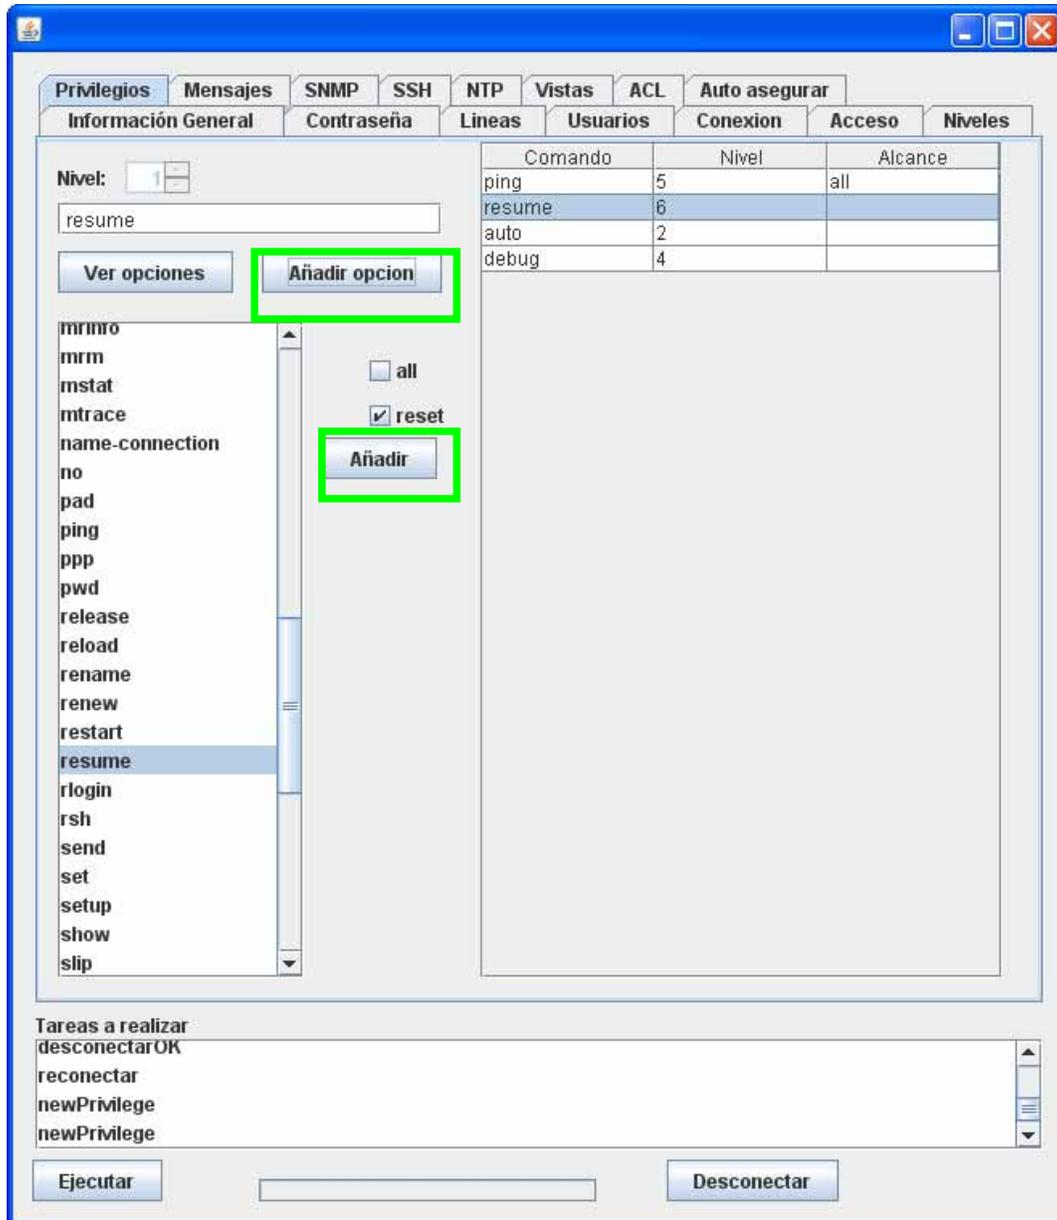 Privilegios Mensajes SNMP SSH NTP Vistas ACL Auto asegurar
Información General Contraseña Lineas Usuarios Conexion Acceso Niveles
Nivel: 1
resume
Ver opciones Añadir opcion
mrinfo
mrm
mstat
mtrace
name-connection
no
pad
ping
ppp
pwd
release
reload
rename
renew
restart
resume
rlogin
rsh
send
set
setup
show
slip
all
reset
Añadir
Comando Nivel Alcance
ping 5 all
resume 6
auto 2
debug 4
Tareas a realizar
desconectarOK
reconectar
newPrivilege
newPrivilege
Ejecutar Desconectar